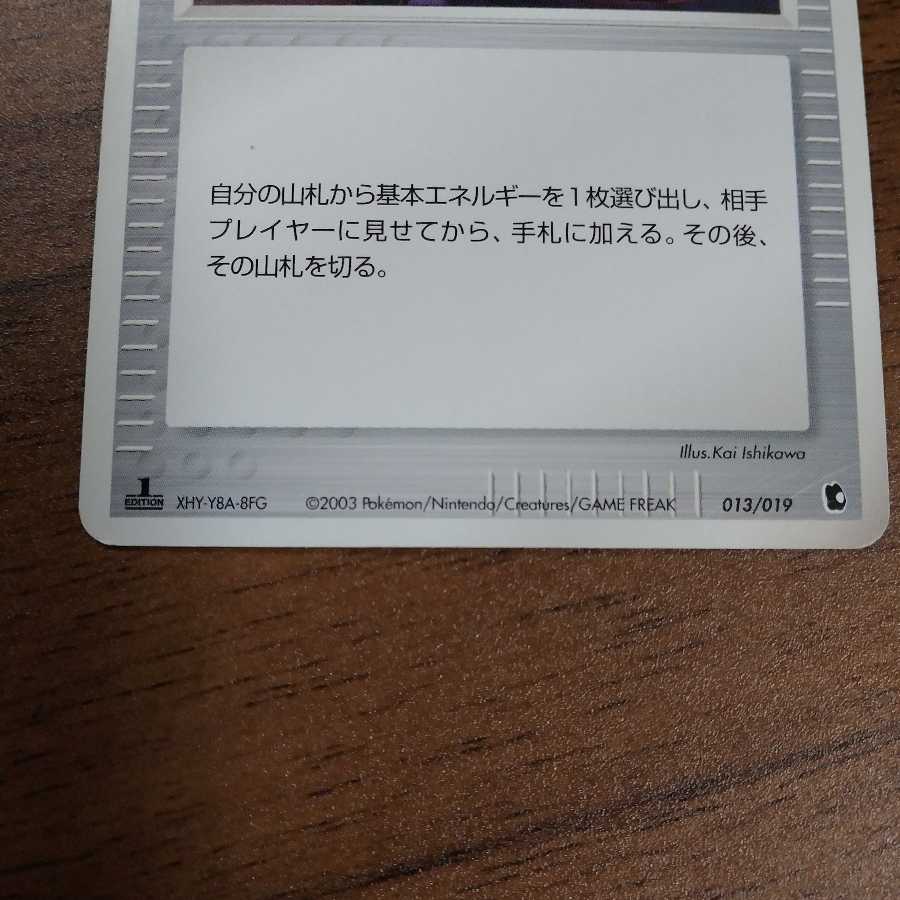 自分の山札から基本エネルギーを1枚選び出し、相手
プレイヤーに見せてから、手札に加える。その後、
その山札を切る。
Illus.Kai Ishikawa
1 EDITION XHY-Y8A-8FG ©2003 Pokémon/Nintendo/Creatures/GAME FREAK 013/019